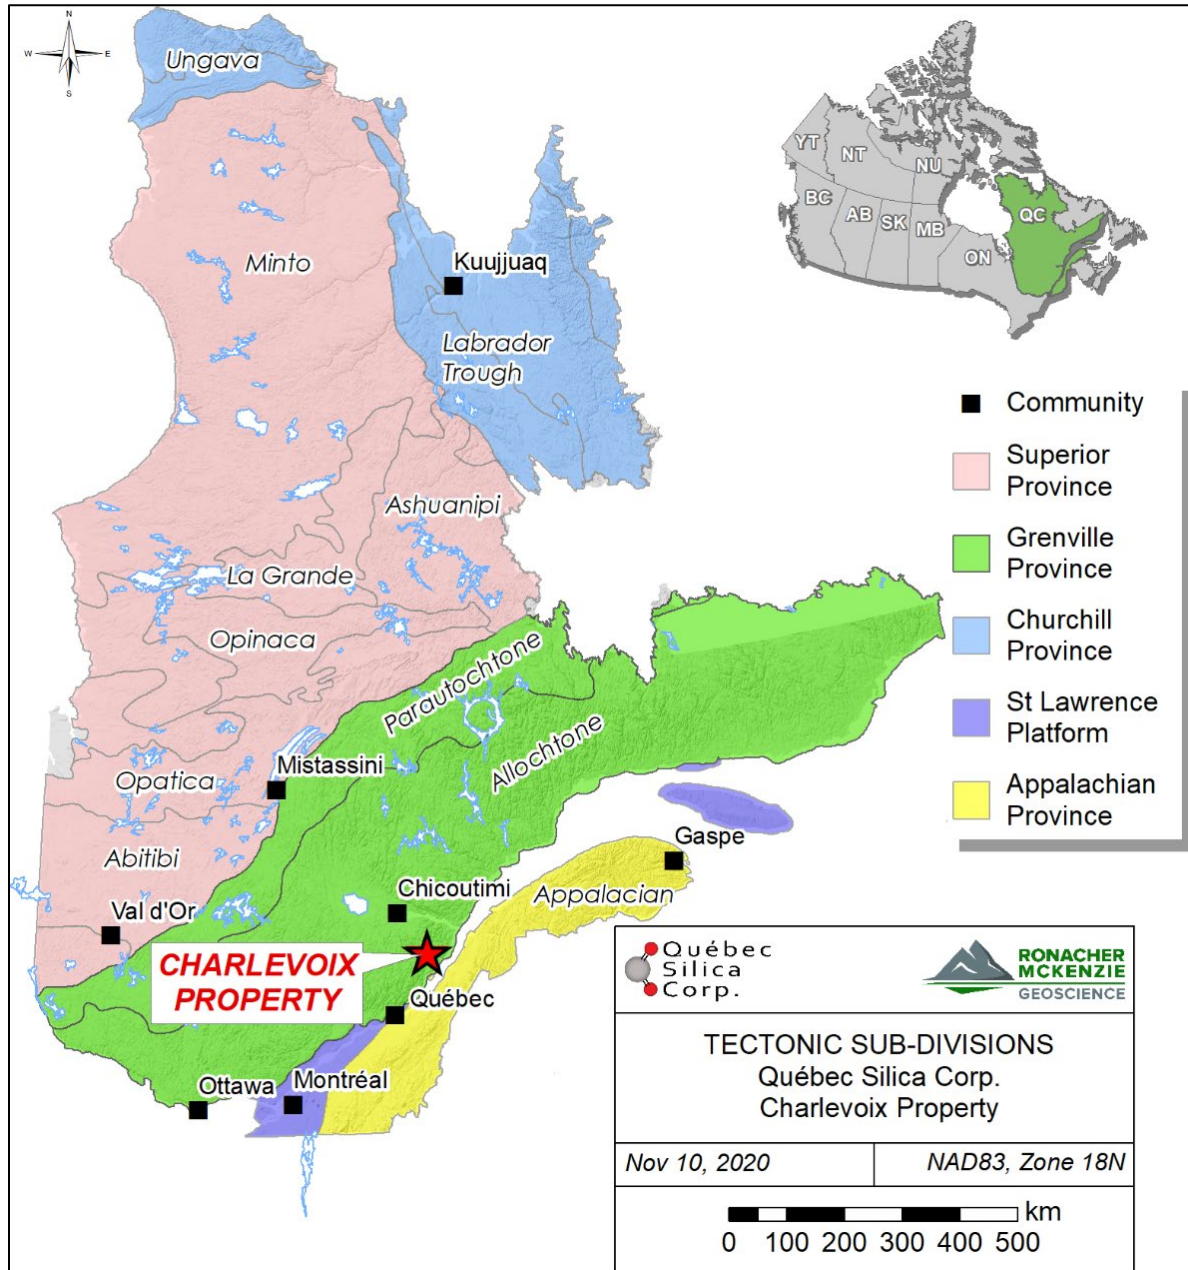 N
W E
S
Ungava
Minto
Kuujjuaq
Labrador
Trough
Ashuanipi
La Grande
Opinaca
Parautochtone
Allochtone
Mistassini
Opatica
Abitibi
Val d'Or
Chicoutimi
Gaspe
Appalacian
CHARLEVOIX
PROPERTY
Québec
Ottawa
Montréal
YT
NT
NU
BC
AB
SK
MB
ON
QC
Community
Superior
Province
Grenville
Province
Churchill
Province
St Lawrence
Platform
Appalachian
Province
Québec
Silica
Corp.
RONACHER
MCKENZIE
GEOSCIENCE
TECTONIC SUB-DIVISIONS
Québec Silica Corp.
Charlevoix Property
Nov 10, 2020
NAD83, Zone 18N
km
0 100 200 300 400 500